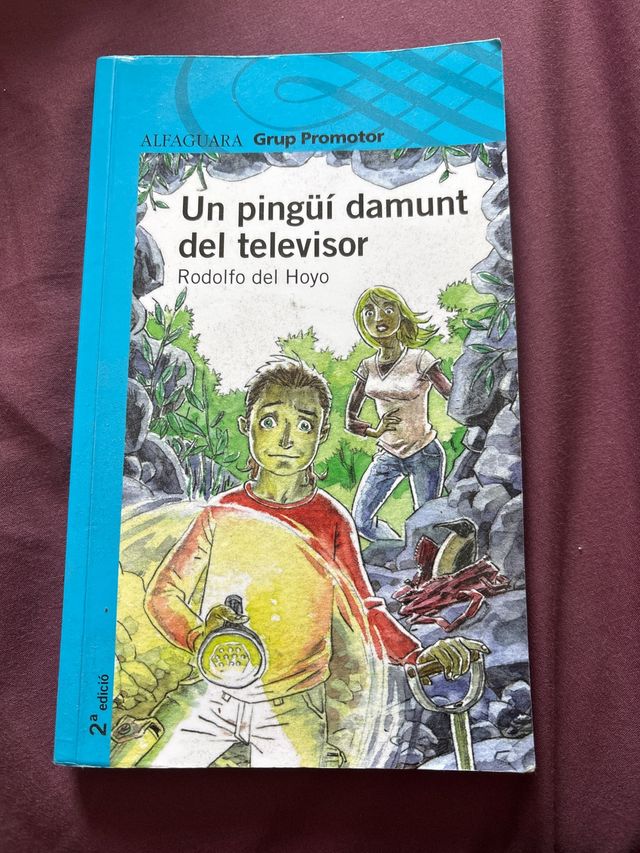 ALFAGUARA Grup Promotor
Un pingüí damunt
del televisor
Rodolfo del Hoyo
2ª edició